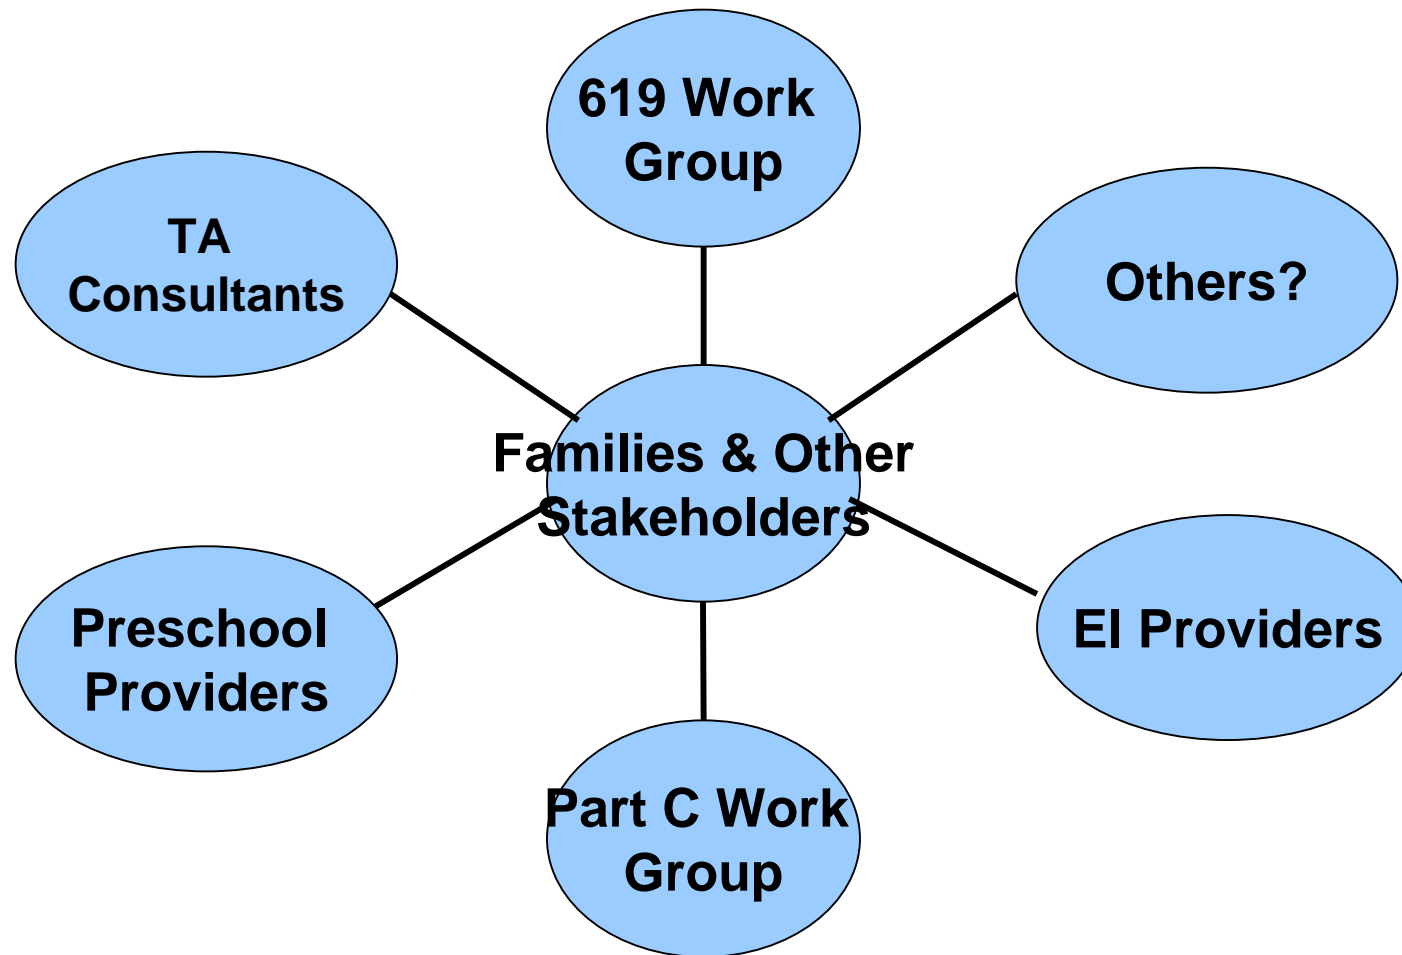 619 Work
Group
TA
Consultants
Others?
Families & Other
Stakeholders
Preschool
Providers
EI Providers
Part C Work
Group